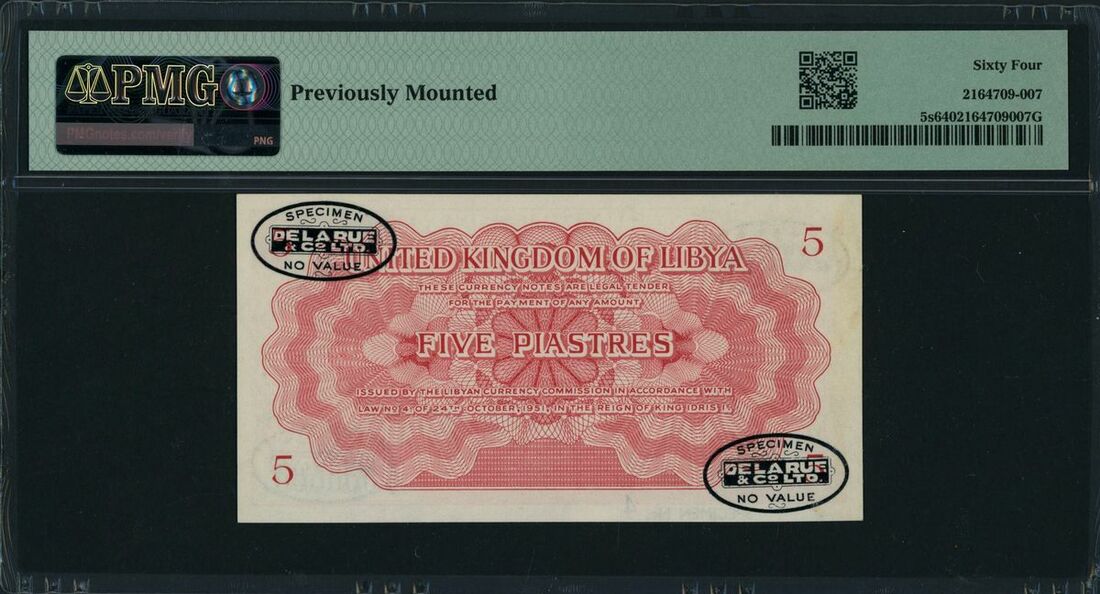 PMG
PMGnotes.com/verify
PNG
Previously Mounted
Sixty Four
2164709-007
5s6402164709007G
SPECIMEN
DE LA RUE
& CO LTD.
NO VALUE
5
UNITED KINGDOM OF LIBYA
THESE CURRENCY NOTES ARE LEGAL TENDER
FOR THE PAYMENT OF ANY AMOUNT
FIVE PIASTRES
ISSUED BY THE LIBYAN CURRENCY COMMISSION IN ACCORDANCE WITH
LAW NO 4. OF 24TH OCTOBER, 1951, IN THE REIGN OF KING IDRIS I.
5
SPECIMEN
DE LA RUE
& CO LTD.
NO VALUE